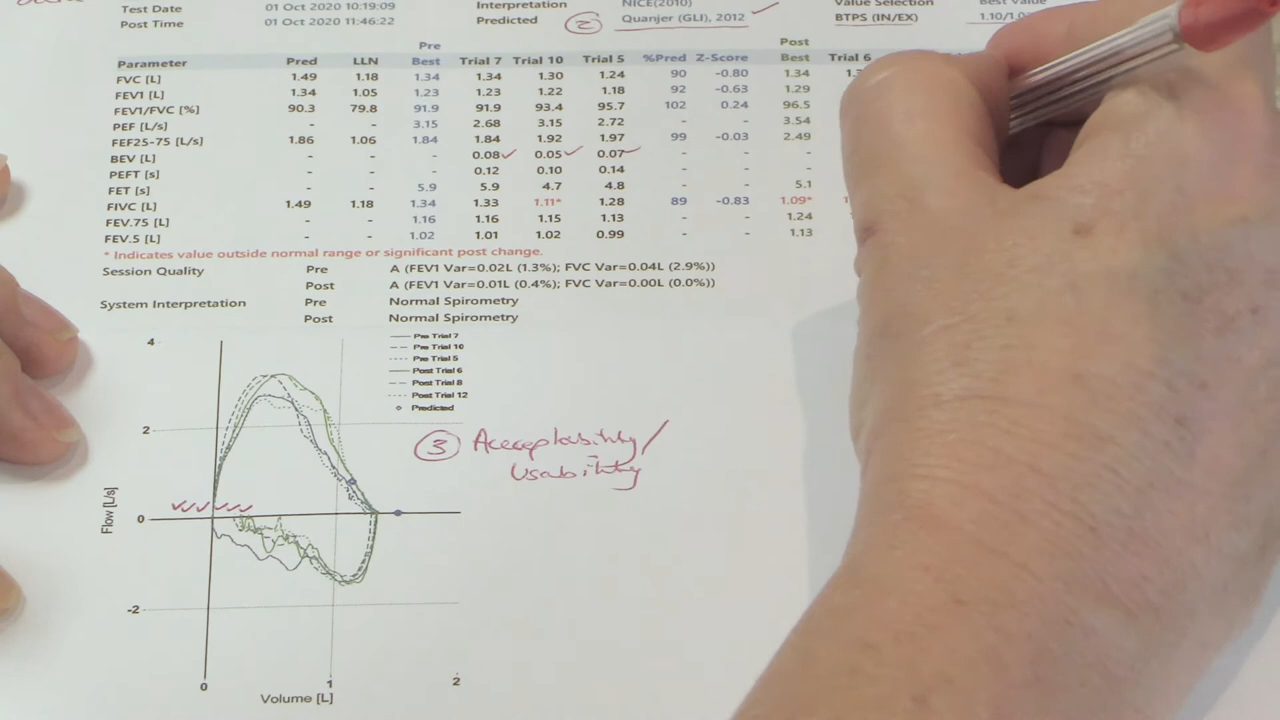 Test Date 01 Oct 2020 10:19:09 Interpretation NICE(2010) Value Selection Best Value
Post Time 01 Oct 2020 11:46:22 Predicted ② Quanjer (GLI), 2012 BTPS (IN/EX)
Pre Post
Parameter Pred LLN Best Trial 7 Trial 10 Trial 5 %Pred Z-Score Best Trial 6
FVC [L] 1.49 1.18 1.34 1.34 1.30 1.24 90 -0.80 1.34
FEV1 [L] 1.34 1.05 1.23 1.23 1.22 1.18 92 -0.63 1.29
FEV1/FVC [%] 90.3 79.8 91.9 91.9 93.4 95.7 102 0.24 96.5
PEF [L/s] - - 3.15 2.68 3.15 2.72 - - 3.54
FEF25-75 [L/s] 1.86 1.06 1.84 1.84 1.92 1.97 99 -0.03 2.49
BEV [L] - - - 0.08 ✓ 0.05 ✓ 0.07 ✓ - - -
PEFT [s] - - - 0.12 0.10 0.14 - - -
FET [s] - - 5.9 5.9 4.7 4.8 - - 5.1
FIVC [L] 1.49 1.18 1.34 1.33 1.11* 1.28 89 -0.83 1.09*
FEV.75 [L] - - 1.16 1.16 1.15 1.13 - - 1.24
FEV.5 [L] - - 1.02 1.01 1.02 0.99 - - 1.13
* Indicates value outside normal range or significant post change.
Session Quality Pre A (FEV1 Var=0.02L (1.3%); FVC Var=0.04L (2.9%))
Post A (FEV1 Var=0.01L (0.4%); FVC Var=0.00L (0.0%))
System Interpretation Pre Normal Spirometry
Post Normal Spirometry
Pre Trial 7
Pre Trial 10
Pre Trial 5
Post Trial 6
Post Trial 8
Post Trial 12
Predicted
4
2
0
-2
Flow [L/s]
③ Acceptability/
Usability
0 1 2
Volume [L]